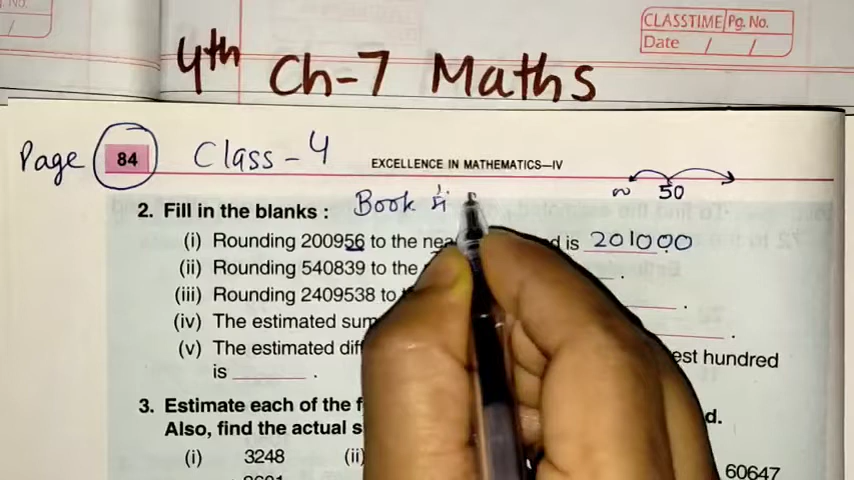 CLASSTIME Pg. No.
Date / /
4th Ch-7 Maths
Page 84 Class - 4 EXCELLENCE IN MATHEMATICS—IV
50
2. Fill in the blanks : Book में
(i) Rounding 200956 to the is 201000
(ii) Rounding 540839 to the .
(iii) Rounding 2409538 to .
(iv) The estimated .
(v) The estimated est hundred
is ________ .
3. Estimate each of the d.
Also, find the actual
(i) 3248 (ii)
60647